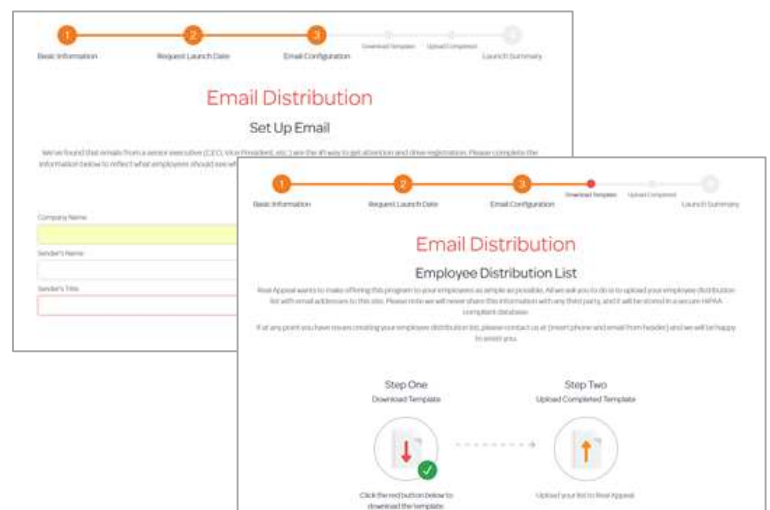 1
2
3
4
Basic Information
Request Launch Date
Email Configuration
Download Template
Upload Completed
Launch Summary
Email Distribution
Set Up Email
We've found that emails from a senior executive (CEO, Vice President, etc.) are the #1 way to get attention and drive registration. Please complete the
information below to reflect what employees should see wh
Company Name
Sender's Name
Sender's Title
1
2
3
4
Basic Information
Request Launch Date
Email Configuration
Download Template
Upload Completed
Launch Summary
Email Distribution
Employee Distribution List
Real Appeal wants to make offering this program to your employees as simple as possible. All we ask you to do is to upload your employee distribution
list with email addresses to this site. Please note we will never share this information with any third party, and it will be stored in a secure HIPAA
compliant database.
If at any point you have issues creating your employee distribution list, please contact us at (insert phone and email from header) and we will be happy
to assist you.
Step One
Download Template
Step Two
Upload Completed Template
Click the red button below to
download the template
Upload your list to Real Appeal